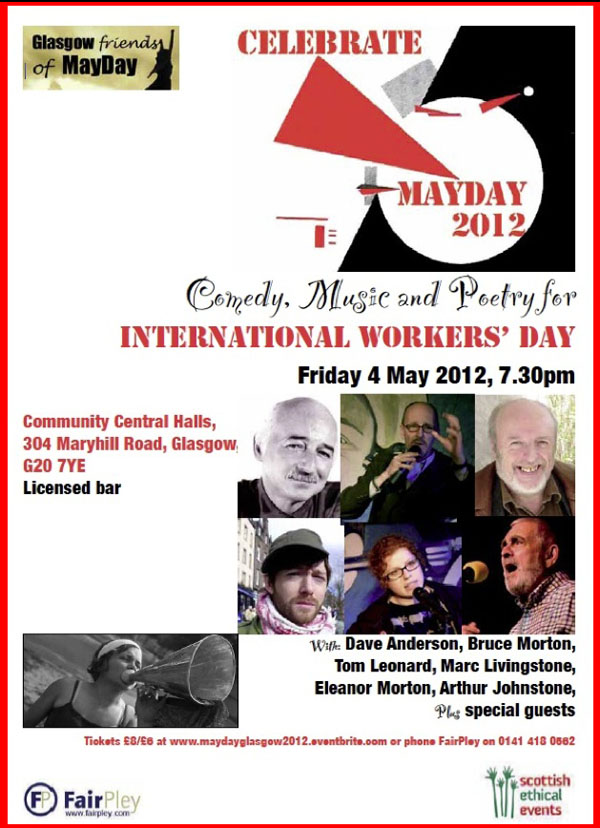 Glasgow friends
of MayDay
CELEBRATE
MAYDAY
2012
Comedy, Music and Poetry for
INTERNATIONAL WORKERS' DAY
Friday 4 May 2012, 7.30pm
Community Central Halls,
304 Maryhill Road, Glasgow,
G20 7YE
Licensed bar
With: Dave Anderson, Bruce Morton,
Tom Leonard, Marc Livingstone,
Eleanor Morton, Arthur Johnstone,
Plus special guests
Tickets £8/£6 at www.maydayglasgow2012.eventbrite.com or phone FairPley on 0141 418 0562
FP FairPley
www.fairpley.com
scottish
ethical
events